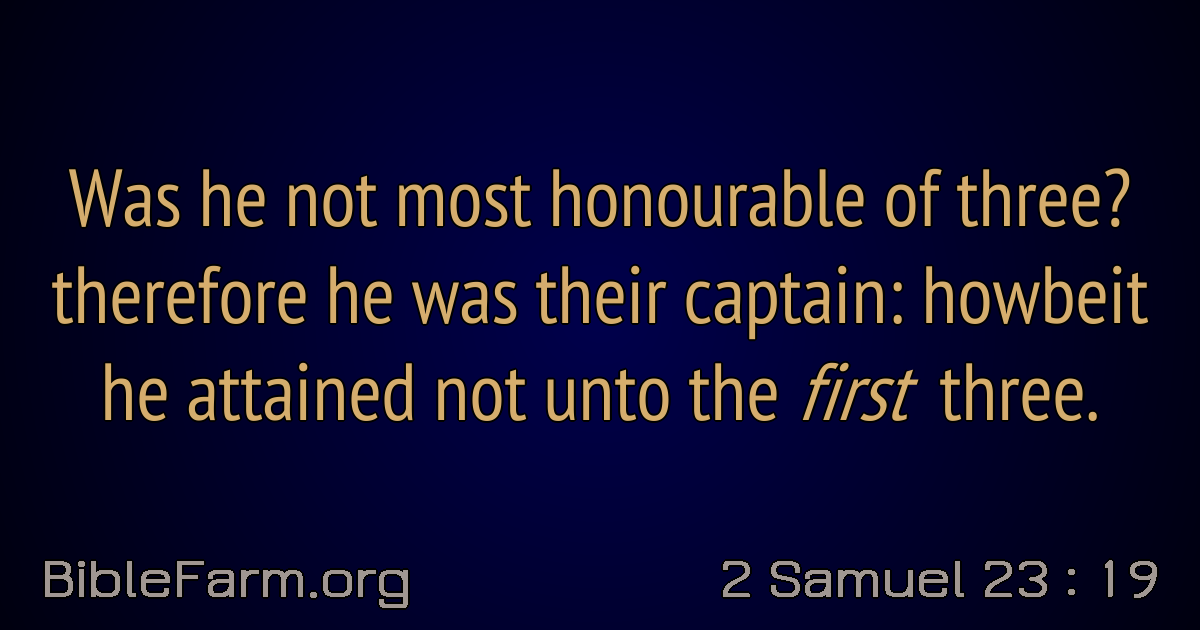 Was he not most honourable of three?
therefore he was their captain: howbeit
he attained not unto the first three.
BibleFarm.org
2 Samuel 23 : 19